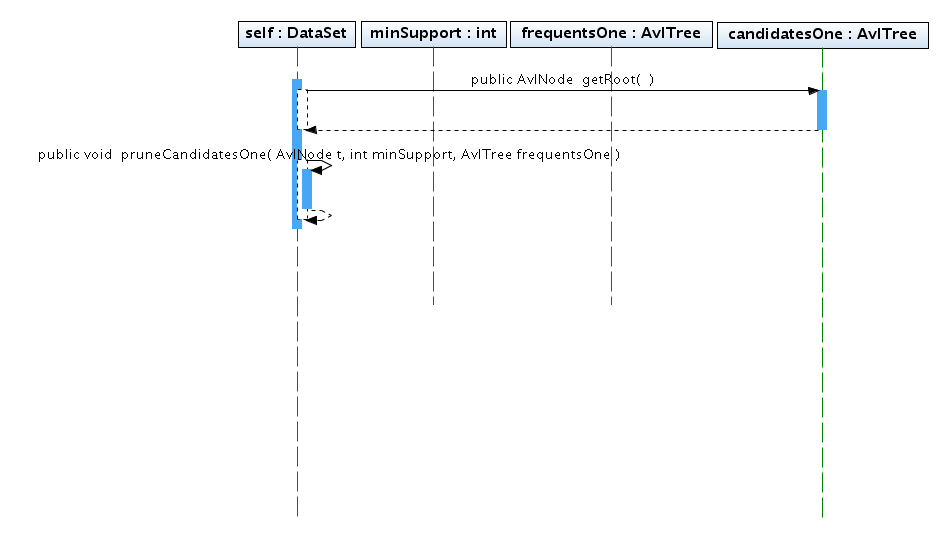 self : DataSet
minSupport : int
frequentsOne : AvlTree
candidatesOne : AvlTree
public AvlNode getRoot( )
public void pruneCandidatesOne( AvlNode t, int minSupport, AvlTree frequentsOne )